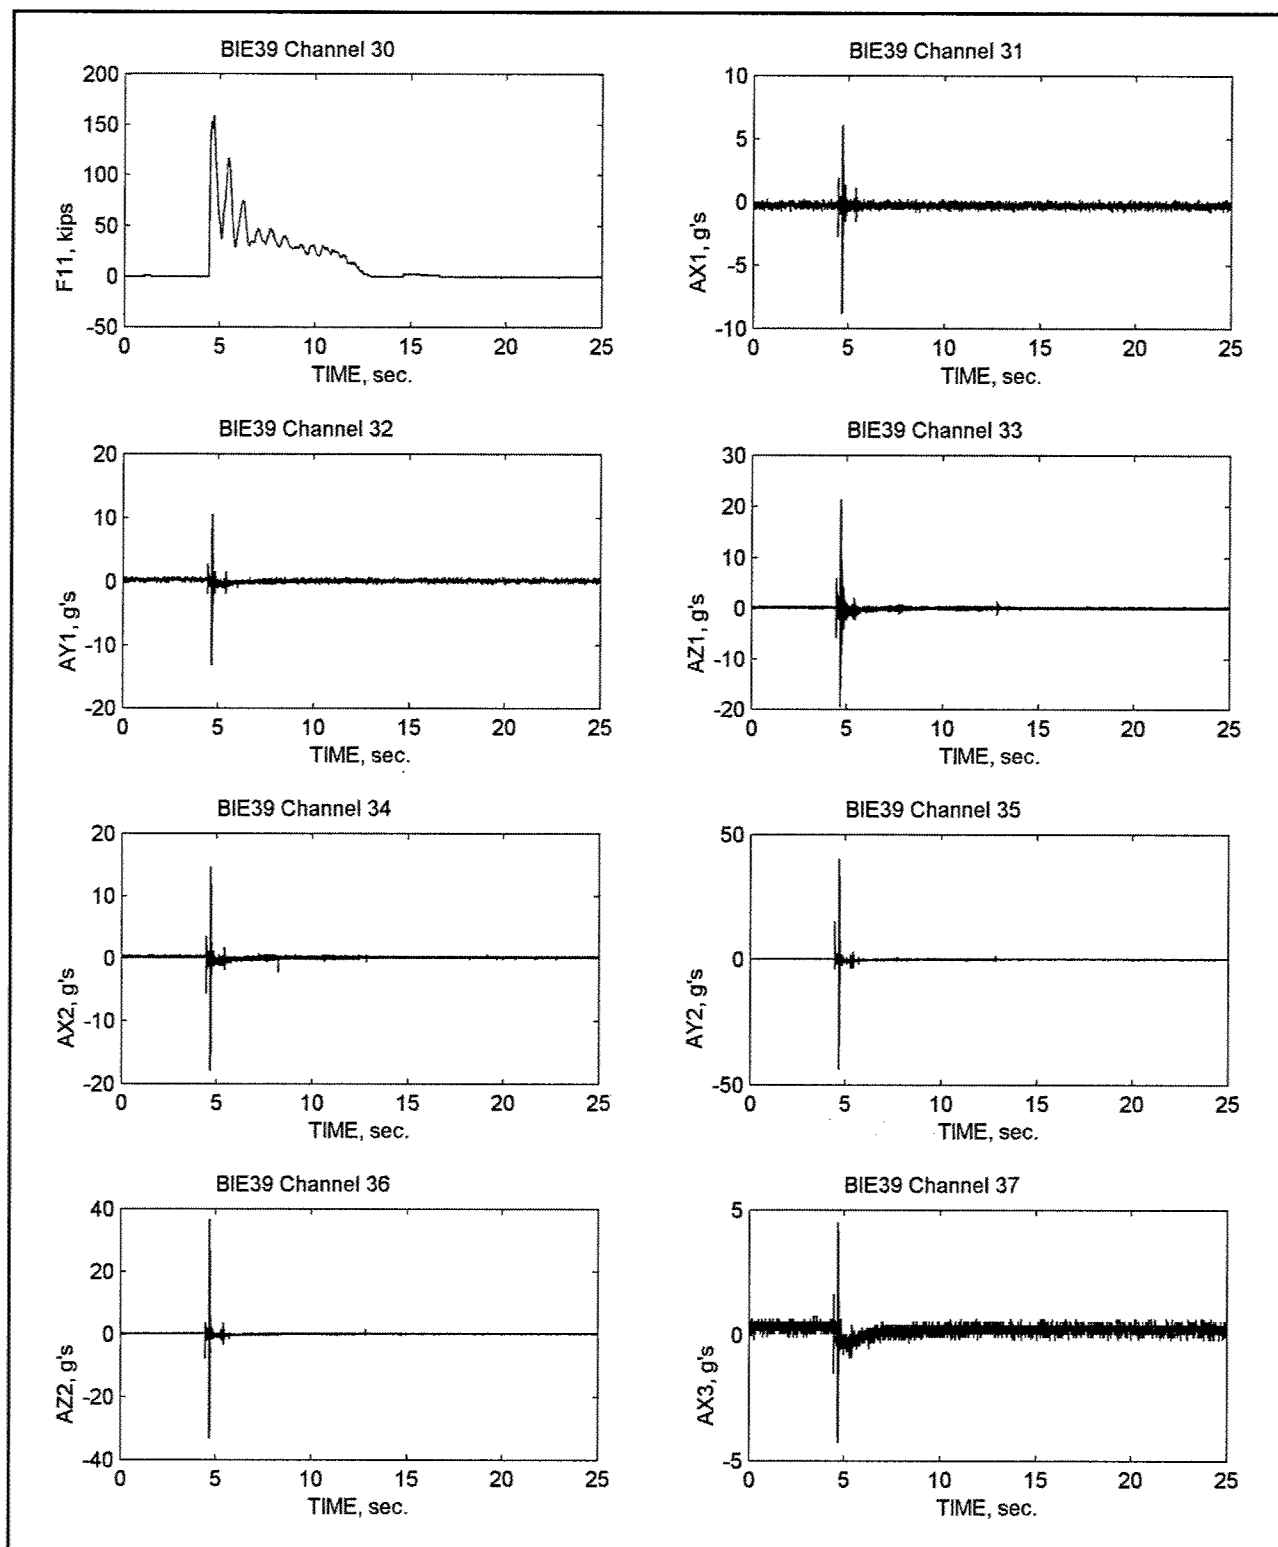 BIE39 Channel 30
200
150
100
50
0
-50
F11, kips
0 5 10 15 20 25
TIME, sec.
BIE39 Channel 31
10
5
0
-5
-10
AX1, g's
0 5 10 15 20 25
TIME, sec.
BIE39 Channel 32
20
10
0
-10
-20
AY1, g's
0 5 10 15 20 25
TIME, sec.
BIE39 Channel 33
30
20
10
0
-10
-20
AZ1, g's
0 5 10 15 20 25
TIME, sec.
BIE39 Channel 34
20
10
0
-10
-20
AX2, g's
0 5 10 15 20 25
TIME, sec.
BIE39 Channel 35
50
0
-50
AY2, g's
0 5 10 15 20 25
TIME, sec.
BIE39 Channel 36
40
20
0
-20
-40
AZ2, g's
0 5 10 15 20 25
TIME, sec.
BIE39 Channel 37
5
0
-5
AX3, g's
0 5 10 15 20 25
TIME, sec.